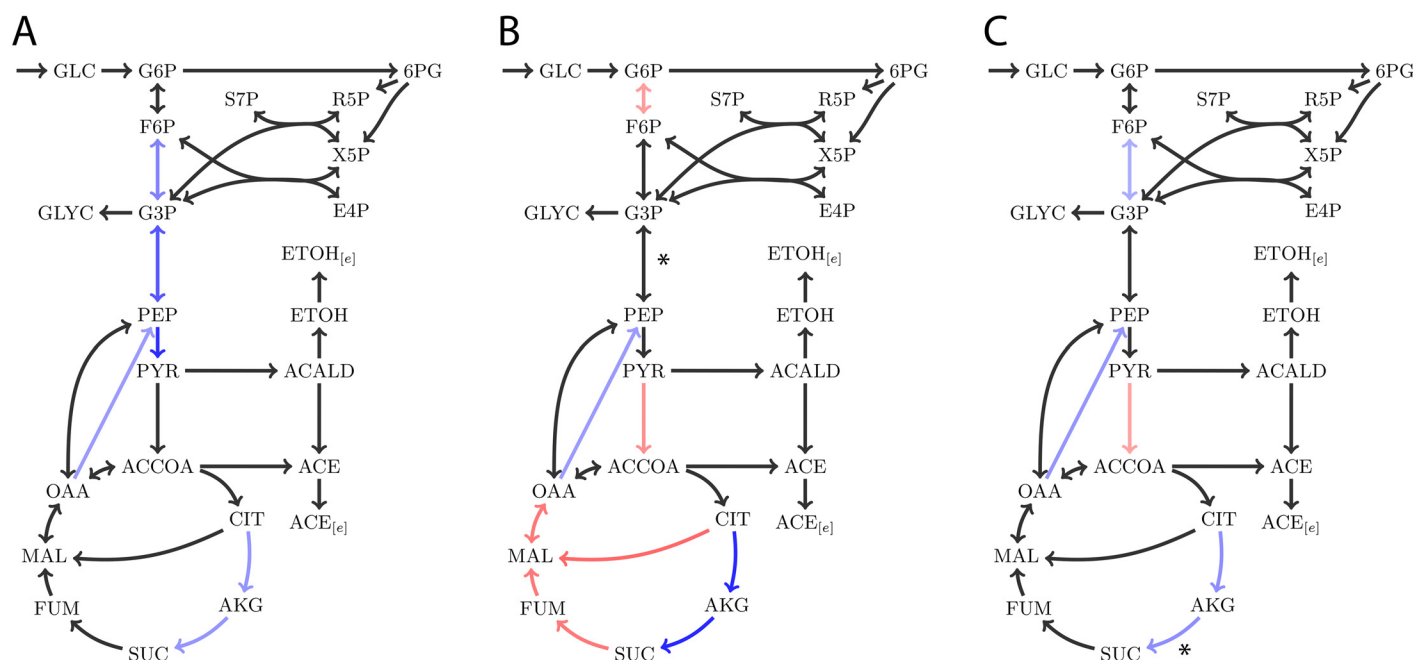 A
GLC G6P 6PG
S7P R5P
F6P
X5P
GLYC G3P E4P
ETOH[e]
PEP ETOH
PYR ACALD
ACCOA ACE
OAA
CIT ACE[e]
MAL
FUM AKG
SUC
B
GLC G6P 6PG
S7P R5P
F6P
X5P
GLYC G3P E4P
ETOH[e]
*
PEP ETOH
PYR ACALD
ACCOA ACE
OAA
CIT ACE[e]
MAL
FUM AKG
SUC
C
GLC G6P 6PG
S7P R5P
F6P
X5P
GLYC G3P E4P
ETOH[e]
PEP ETOH
PYR ACALD
ACCOA ACE
OAA
CIT ACE[e]
MAL
FUM AKG
SUC *